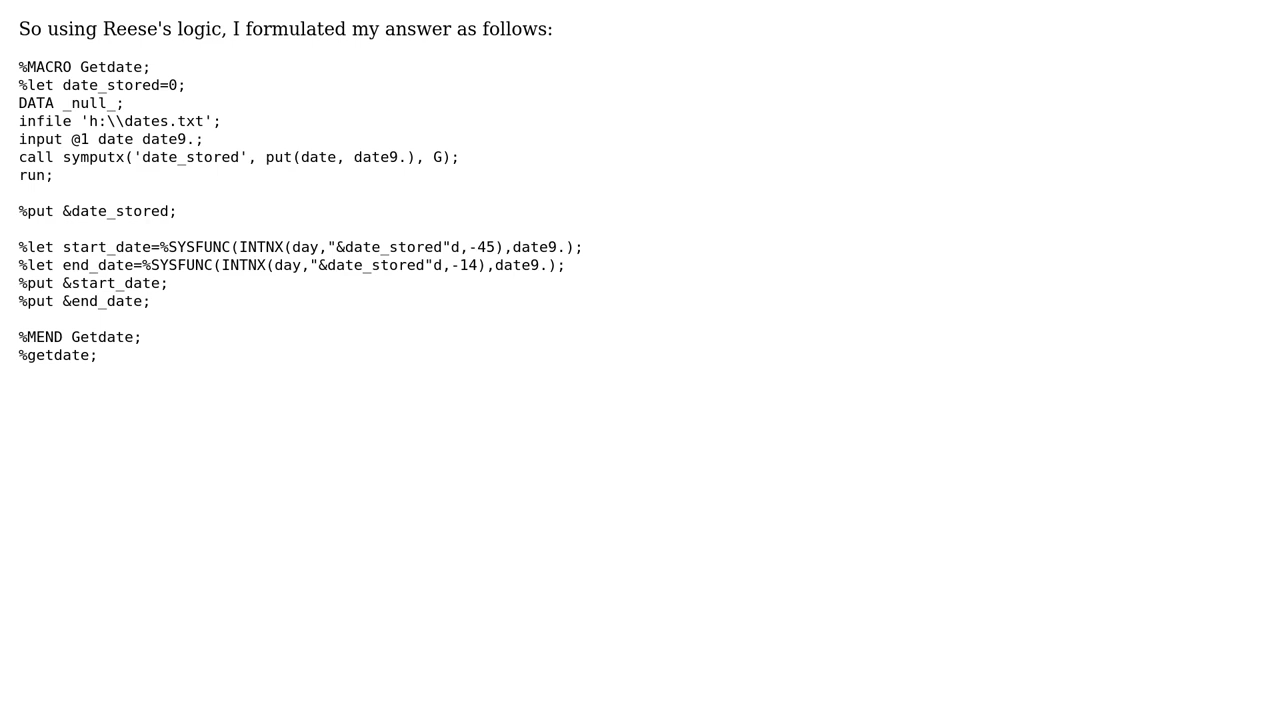 So using Reese's logic, I formulated my answer as follows:
%MACRO Getdate;
%let date_stored=0;
DATA _null_;
infile 'h:\\dates.txt';
input @1 date date9.;
call symputx('date_stored', put(date, date9.), G);
run;
%put &date_stored;
%let start_date=%SYSFUNC(INTNX(day,"&date_stored"d,-45),date9.);
%let end_date=%SYSFUNC(INTNX(day,"&date_stored"d,-14),date9.);
%put &start_date;
%put &end_date;
%MEND Getdate;
%getdate;